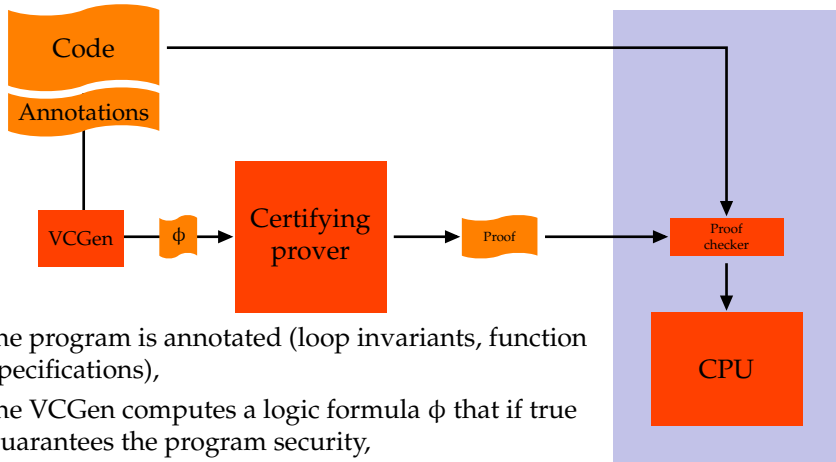 Code
Annotations
VCGen
ϕ
Certifying
prover
Proof
Proof
checker
CPU
he program is annotated (loop invariants, function
pecifications),
he VCGen computes a logic formula ϕ that if true
uarantees the program security,